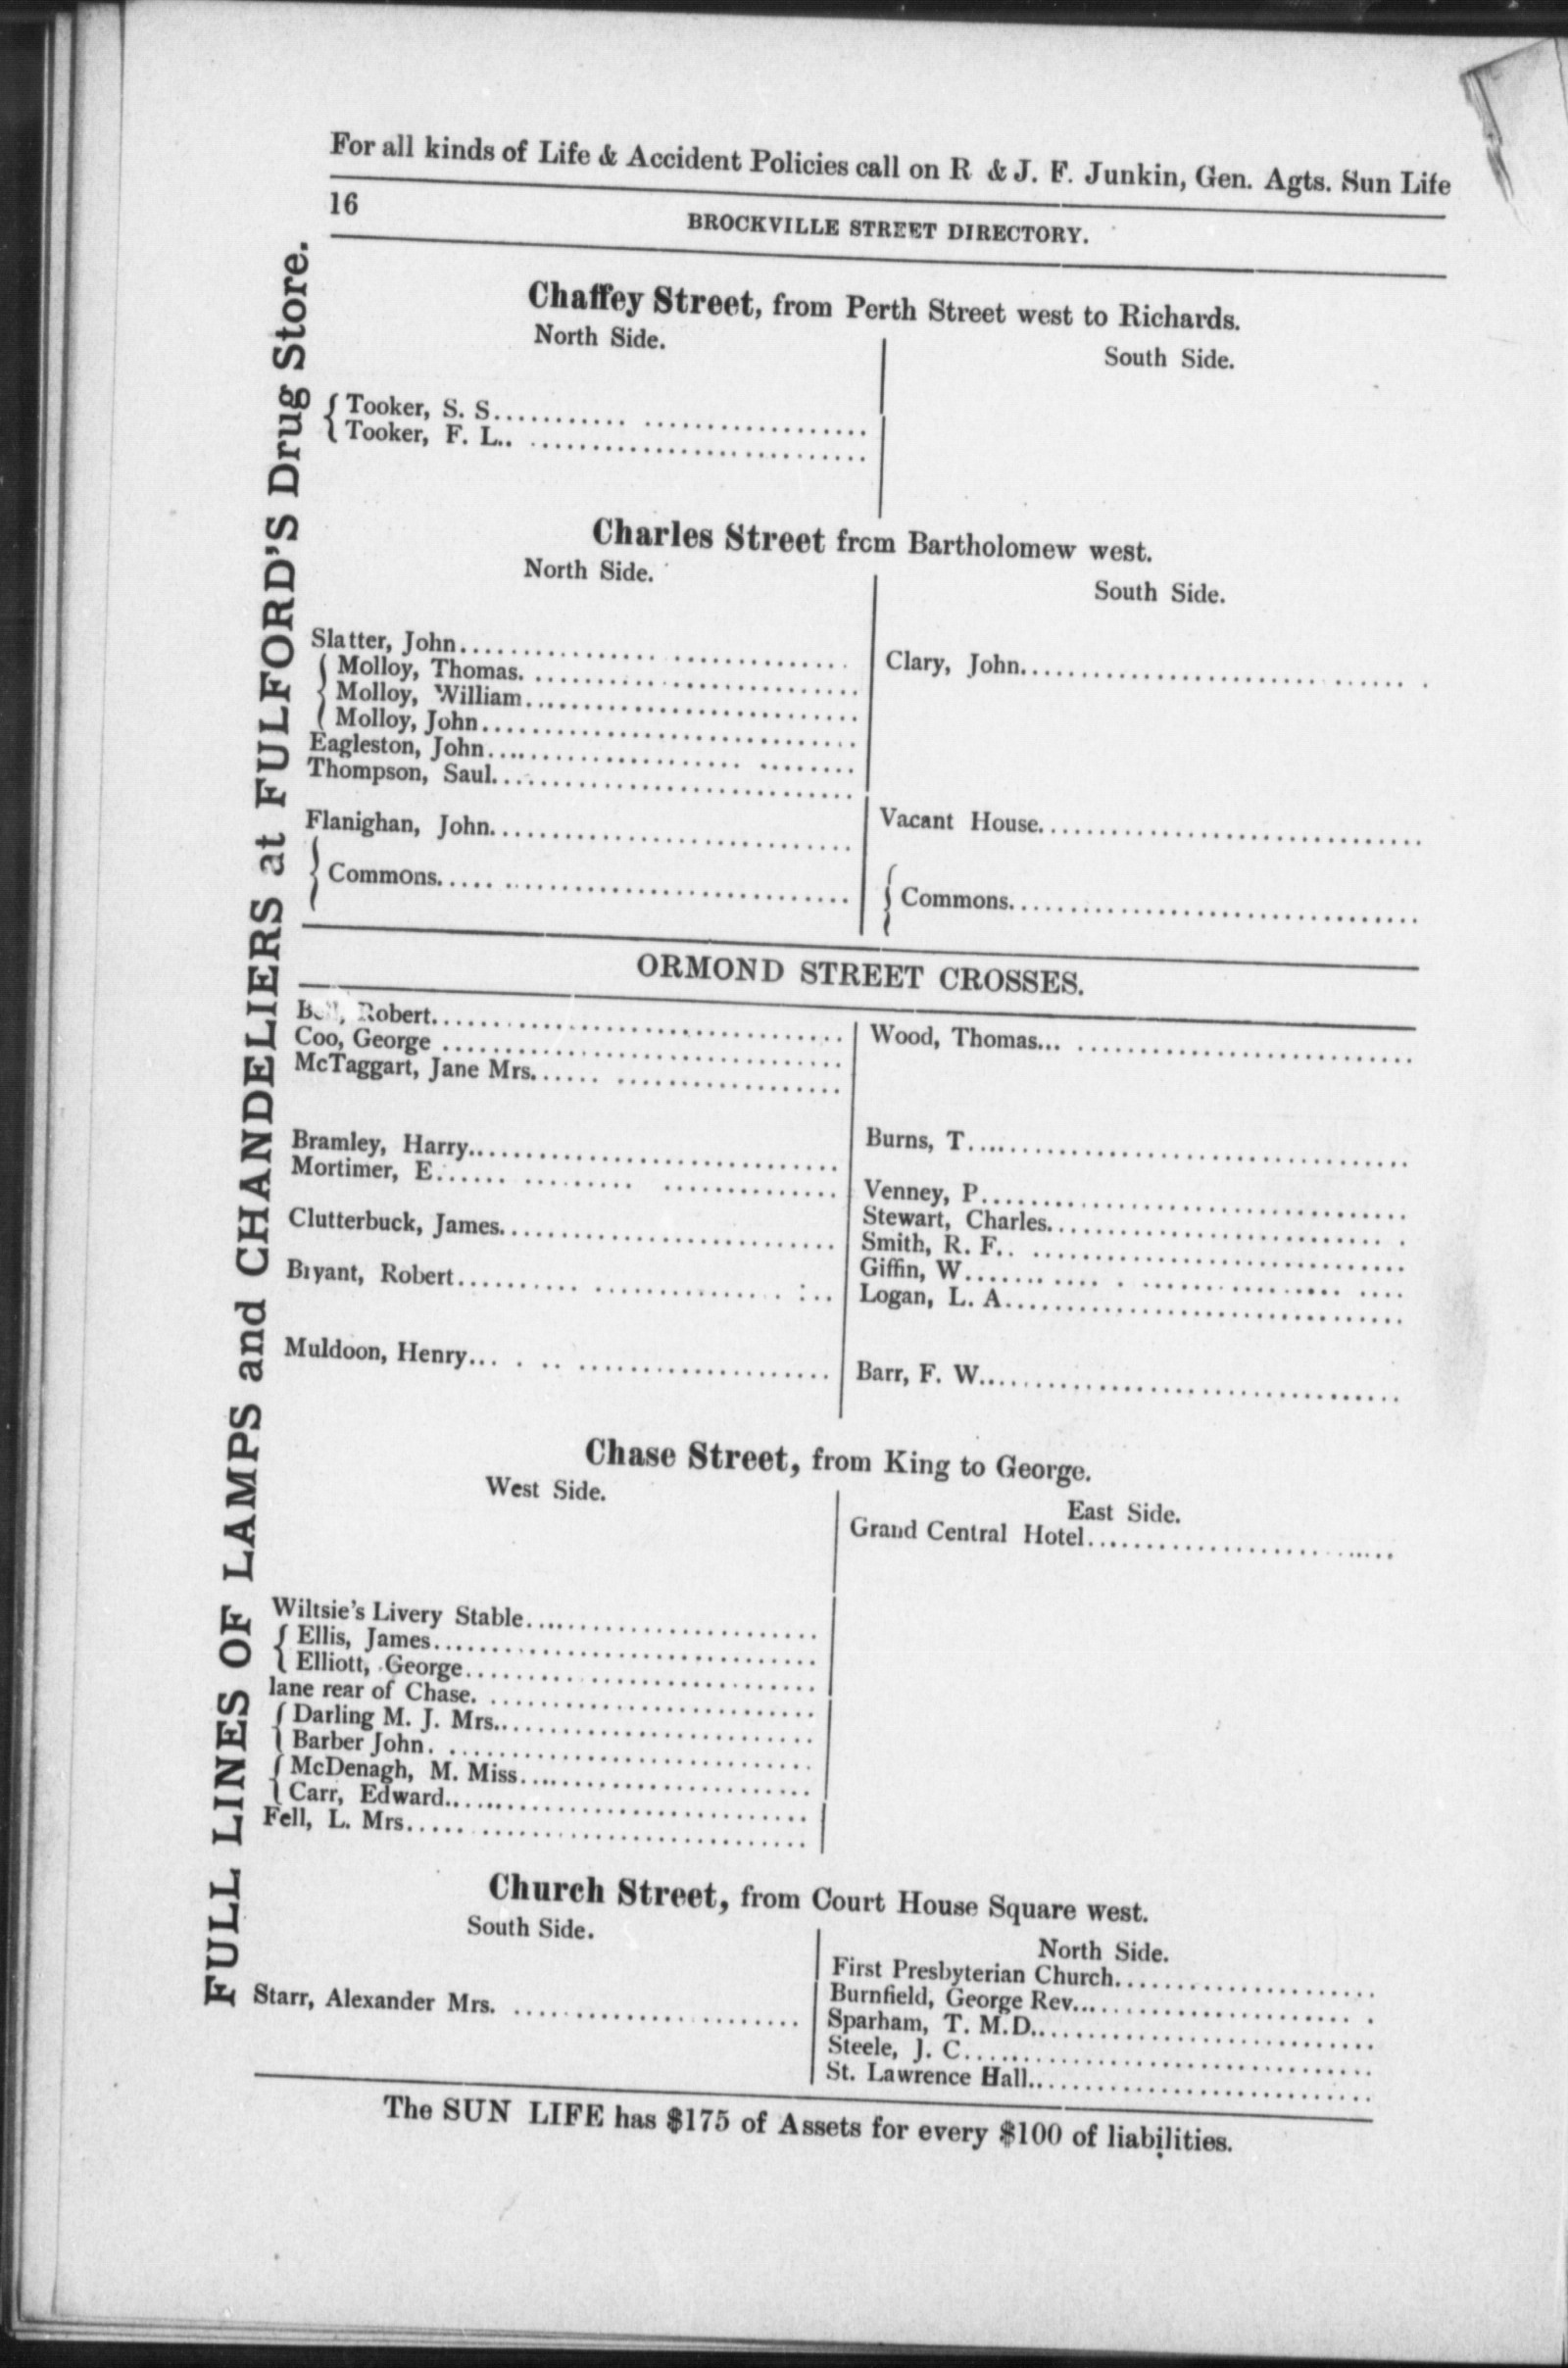 For all kinds of Life & Accident Policies call on R & J. F. Junkin, Gen. Agts. Sun Life
16
BROCKVILLE STREET DIRECTORY.
FULL LINES OF LAMPS and CHANDELIERS at FULFORD'S Drug Store.
Chaffey Street, from Perth Street west to Richards.
North Side.
Tooker, S. S.
Tooker, F. L.
South Side.
Charles Street frcm Bartholomew west.
North Side.
Slatter, John
Molloy, Thomas.
Molloy, William
Molloy, John
Eagleston, John
Thompson, Saul
Flanighan, John
Commons
South Side.
Clary, John
Vacant House
Commons
ORMOND STREET CROSSES.
Bell, Robert
Coo, George
McTaggart, Jane Mrs.
Bramley, Harry
Mortimer, E
Clutterbuck, James
Bryant, Robert
Muldoon, Henry
Wood, Thomas
Burns, T
Venney, P
Stewart, Charles
Smith, R. F.
Giffin, W
Logan, L. A
Barr, F. W.
Chase Street, from King to George.
West Side.
Wiltsie's Livery Stable
Ellis, James
Elliott, George
lane rear of Chase.
Darling M. J. Mrs.
Barber John.
McDenagh, M. Miss
Carr, Edward
Fell, L. Mrs
East Side.
Grand Central Hotel
Church Street, from Court House Square west.
South Side.
Starr, Alexander Mrs.
North Side.
First Presbyterian Church
Burnfield, George Rev.
Sparham, T. M.D.
Steele, J. C
St. Lawrence Hall
The SUN LIFE has $175 of Assets for every $100 of liabilities.